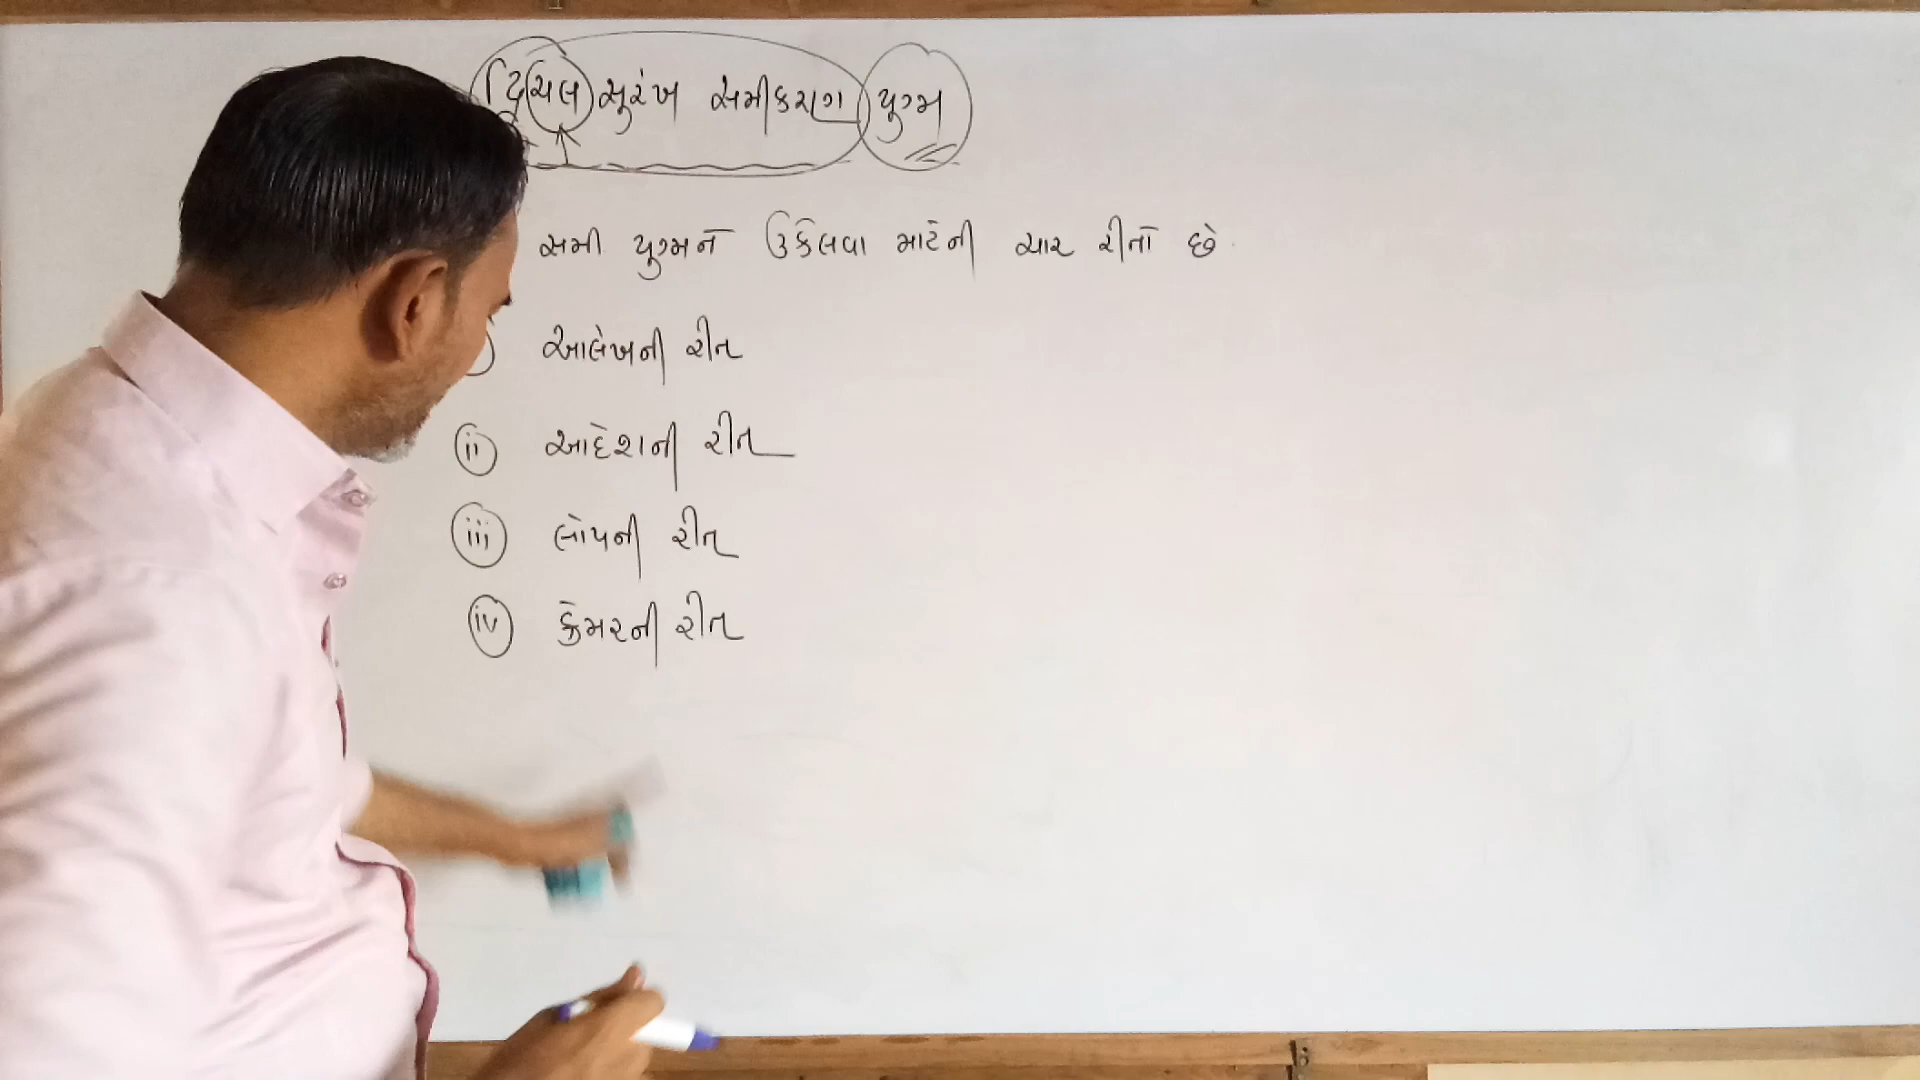 દ્વિચલ સુરેખ સમીકરણ યુગ્મ
સમી યુગ્મને ઉકેલવા માટેની ચાર રીતો છે.
આલેખની રીત
ii આદેશની રીત
iii લોપની રીત
iv ક્રેમરની રીત